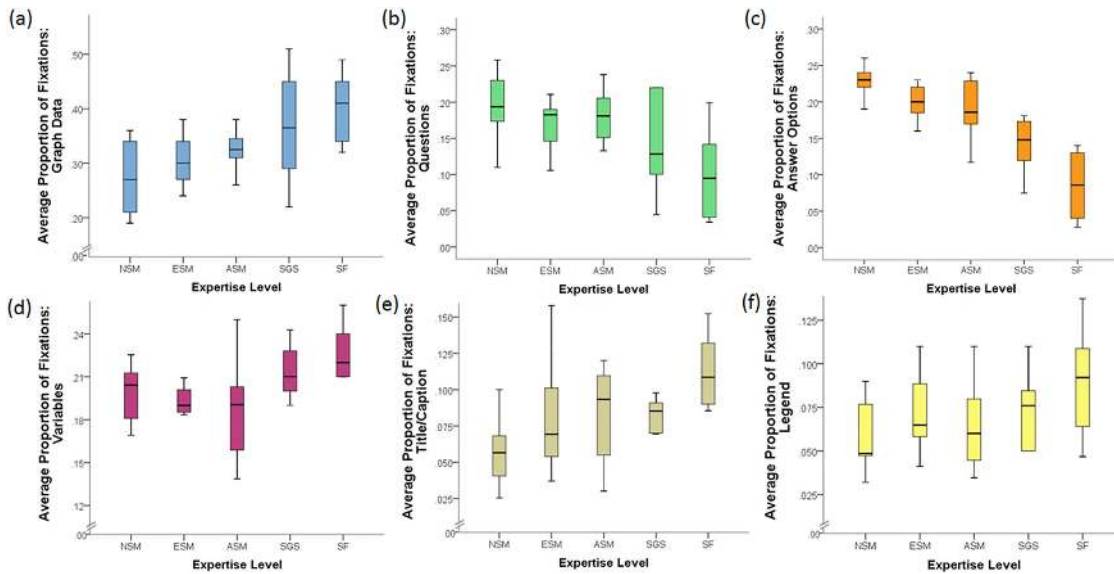 (a)
Average Proportion of Fixations:
Graph Data
.50
.40
.30
.20
.00
NSM ESM ASM SGS SF
Expertise Level
(b)
Average Proportion of Fixations:
Questions
.30
.25
.20
.15
.10
.05
.00
NSM ESM ASM SGS SF
Expertise Level
(c)
Average Proportion of Fixations:
Answer Options
.30
.25
.20
.15
.10
.05
.00
NSM ESM ASM SGS SF
Expertise Level
(d)
Average Proportion of Fixations:
Variables
.24
.21
.19
.15
.12
.00
NSM ESM ASM SGS SF
Expertise Level
(e)
Average Proportion of Fixations:
Title/Caption
.150
.125
.100
.075
.050
.025
.00
NSM ESM ASM SGS SF
Expertise Level
(f)
Average Proportion of Fixations:
Legend
.125
.100
.075
.050
.025
.00
NSM ESM ASM SGS SF
Expertise Level